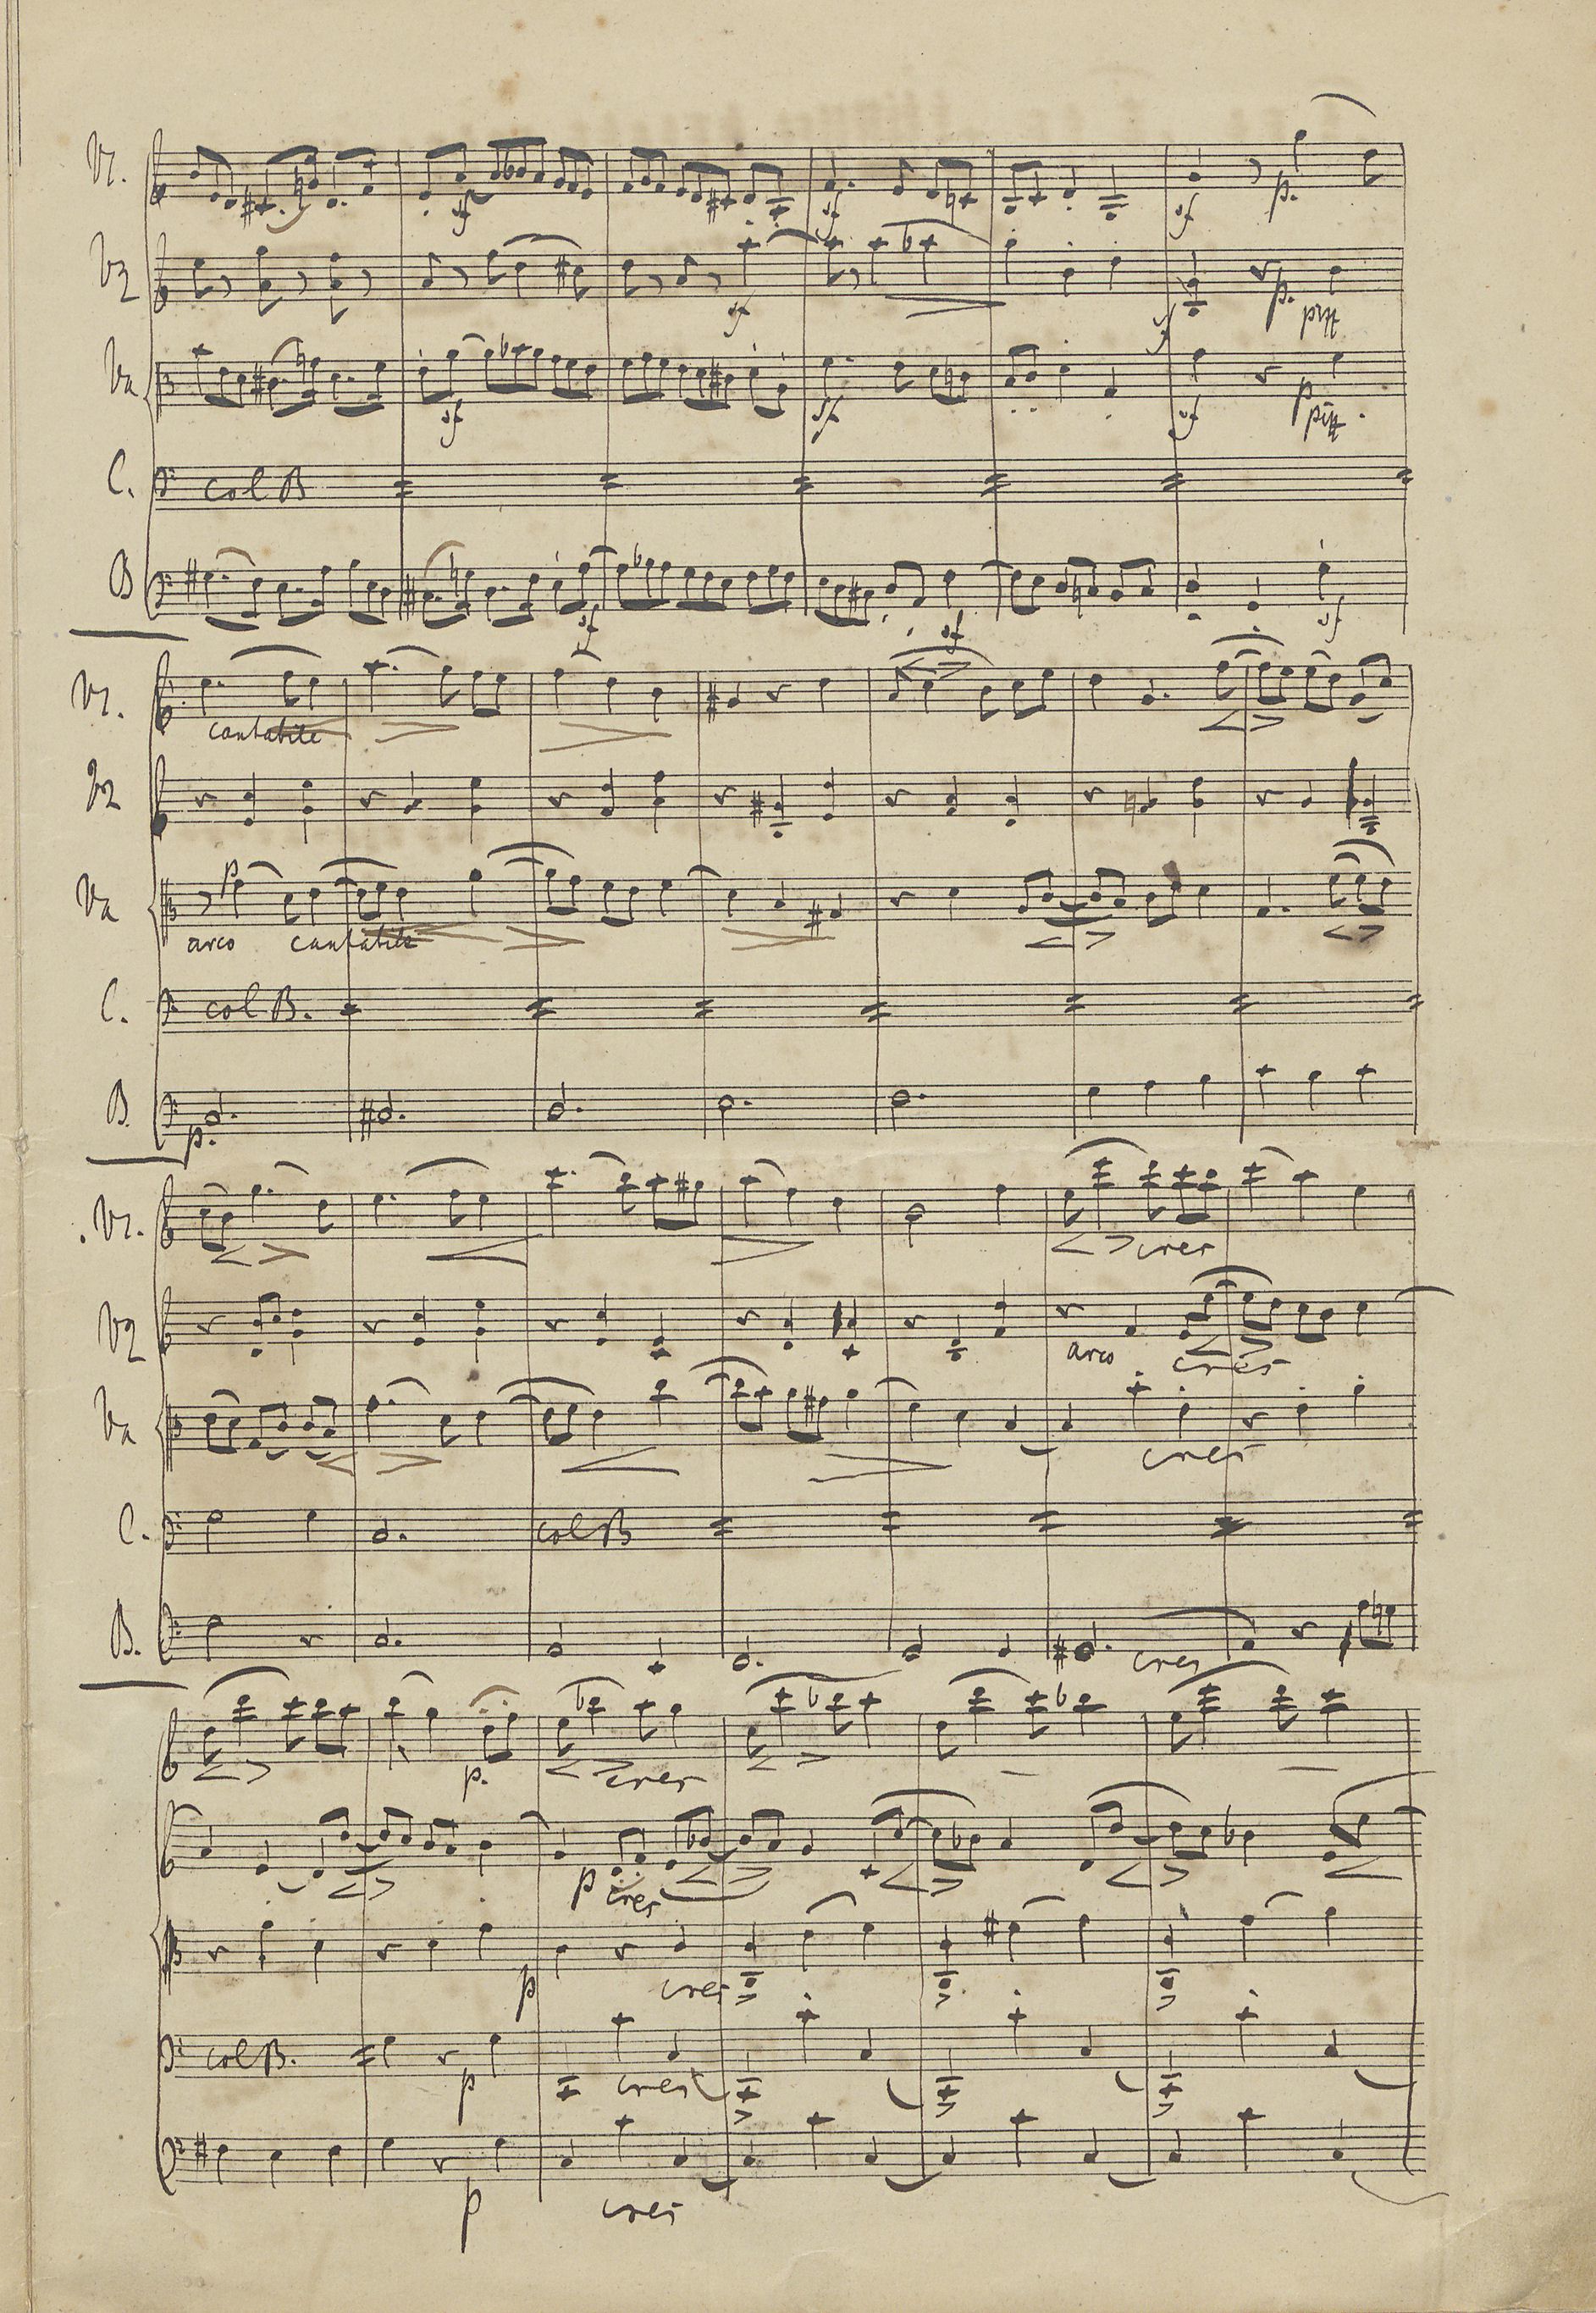 V1.
sf sf sf p.
V2
sf sf p. pizz
Va
sf sf sf p pizz.
C. col B
B
sf sf sf
V1.
cantabile
V2
Va p
arco cantabile
C. col B.
B
p.
V1.
cres
V2
arco cres
Va
cres
C. col B
B.
cres
p. cres
p cres
p cres
col B. p cres
p cres